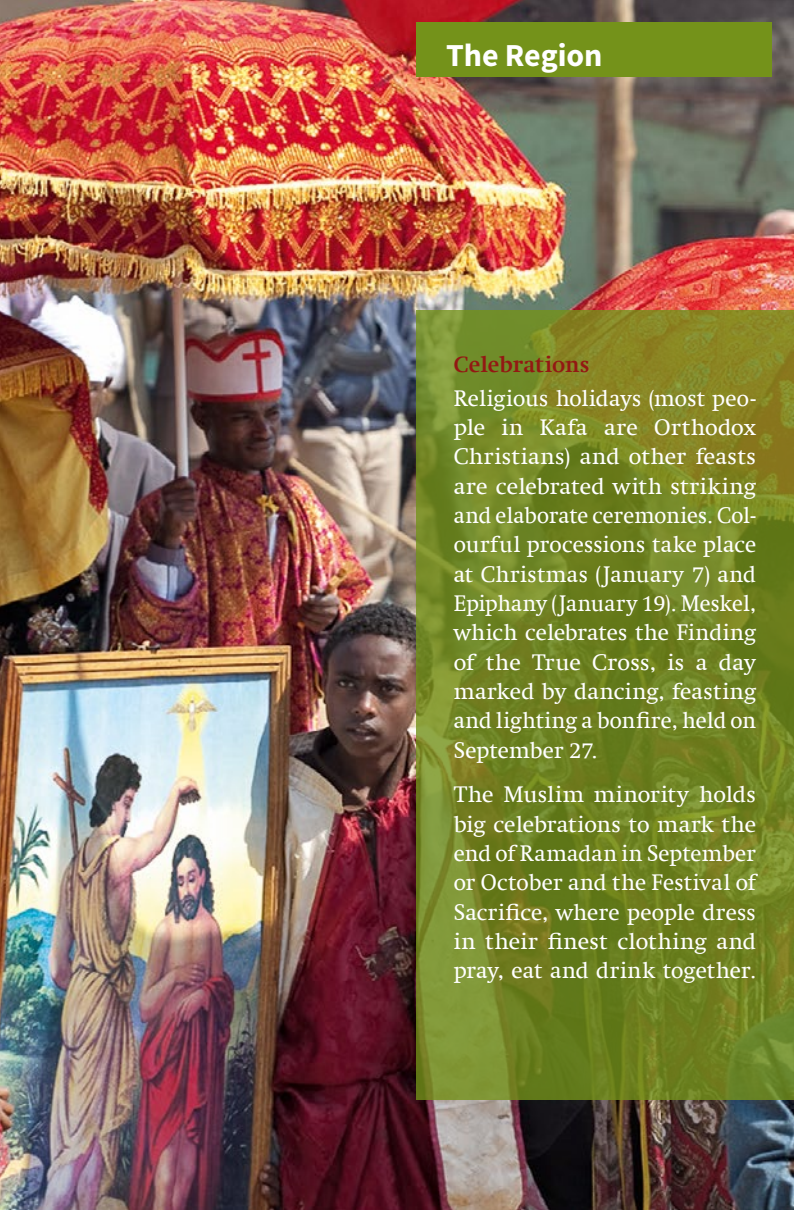 The Region
Celebrations
Religious holidays (most peo-
ple in Kafa are Orthodox
Christians) and other feasts
are celebrated with striking
and elaborate ceremonies. Col-
ourful processions take place
at Christmas (January 7) and
Epiphany (January 19). Meskel,
which celebrates the Finding
of the True Cross, is a day
marked by dancing, feasting
and lighting a bonfire, held on
September 27.
The Muslim minority holds
big celebrations to mark the
end of Ramadan in September
or October and the Festival of
Sacrifice, where people dress
in their finest clothing and
pray, eat and drink together.